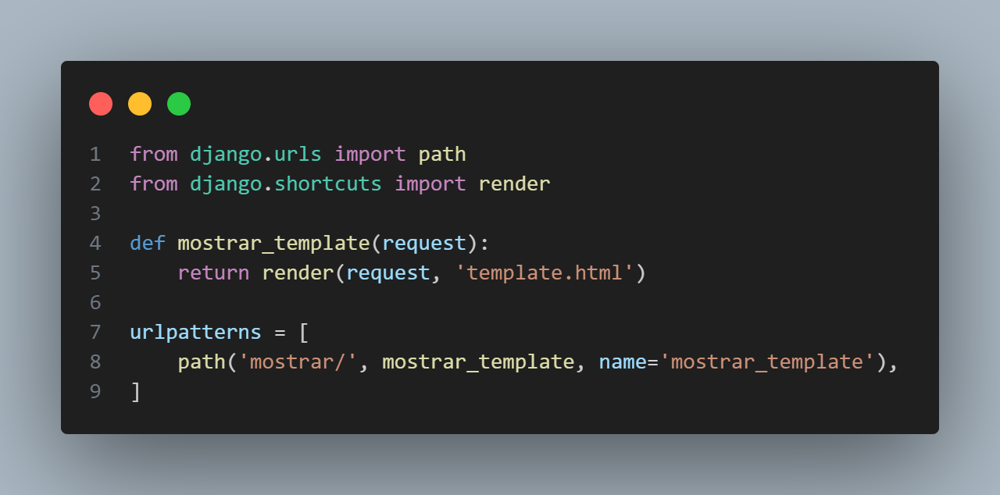 1 from django.urls import path
2 from django.shortcuts import render
3
4 def mostrar_template(request):
5     return render(request, 'template.html')
6
7 urlpatterns = [
8     path('mostrar/', mostrar_template, name='mostrar_template'),
9 ]